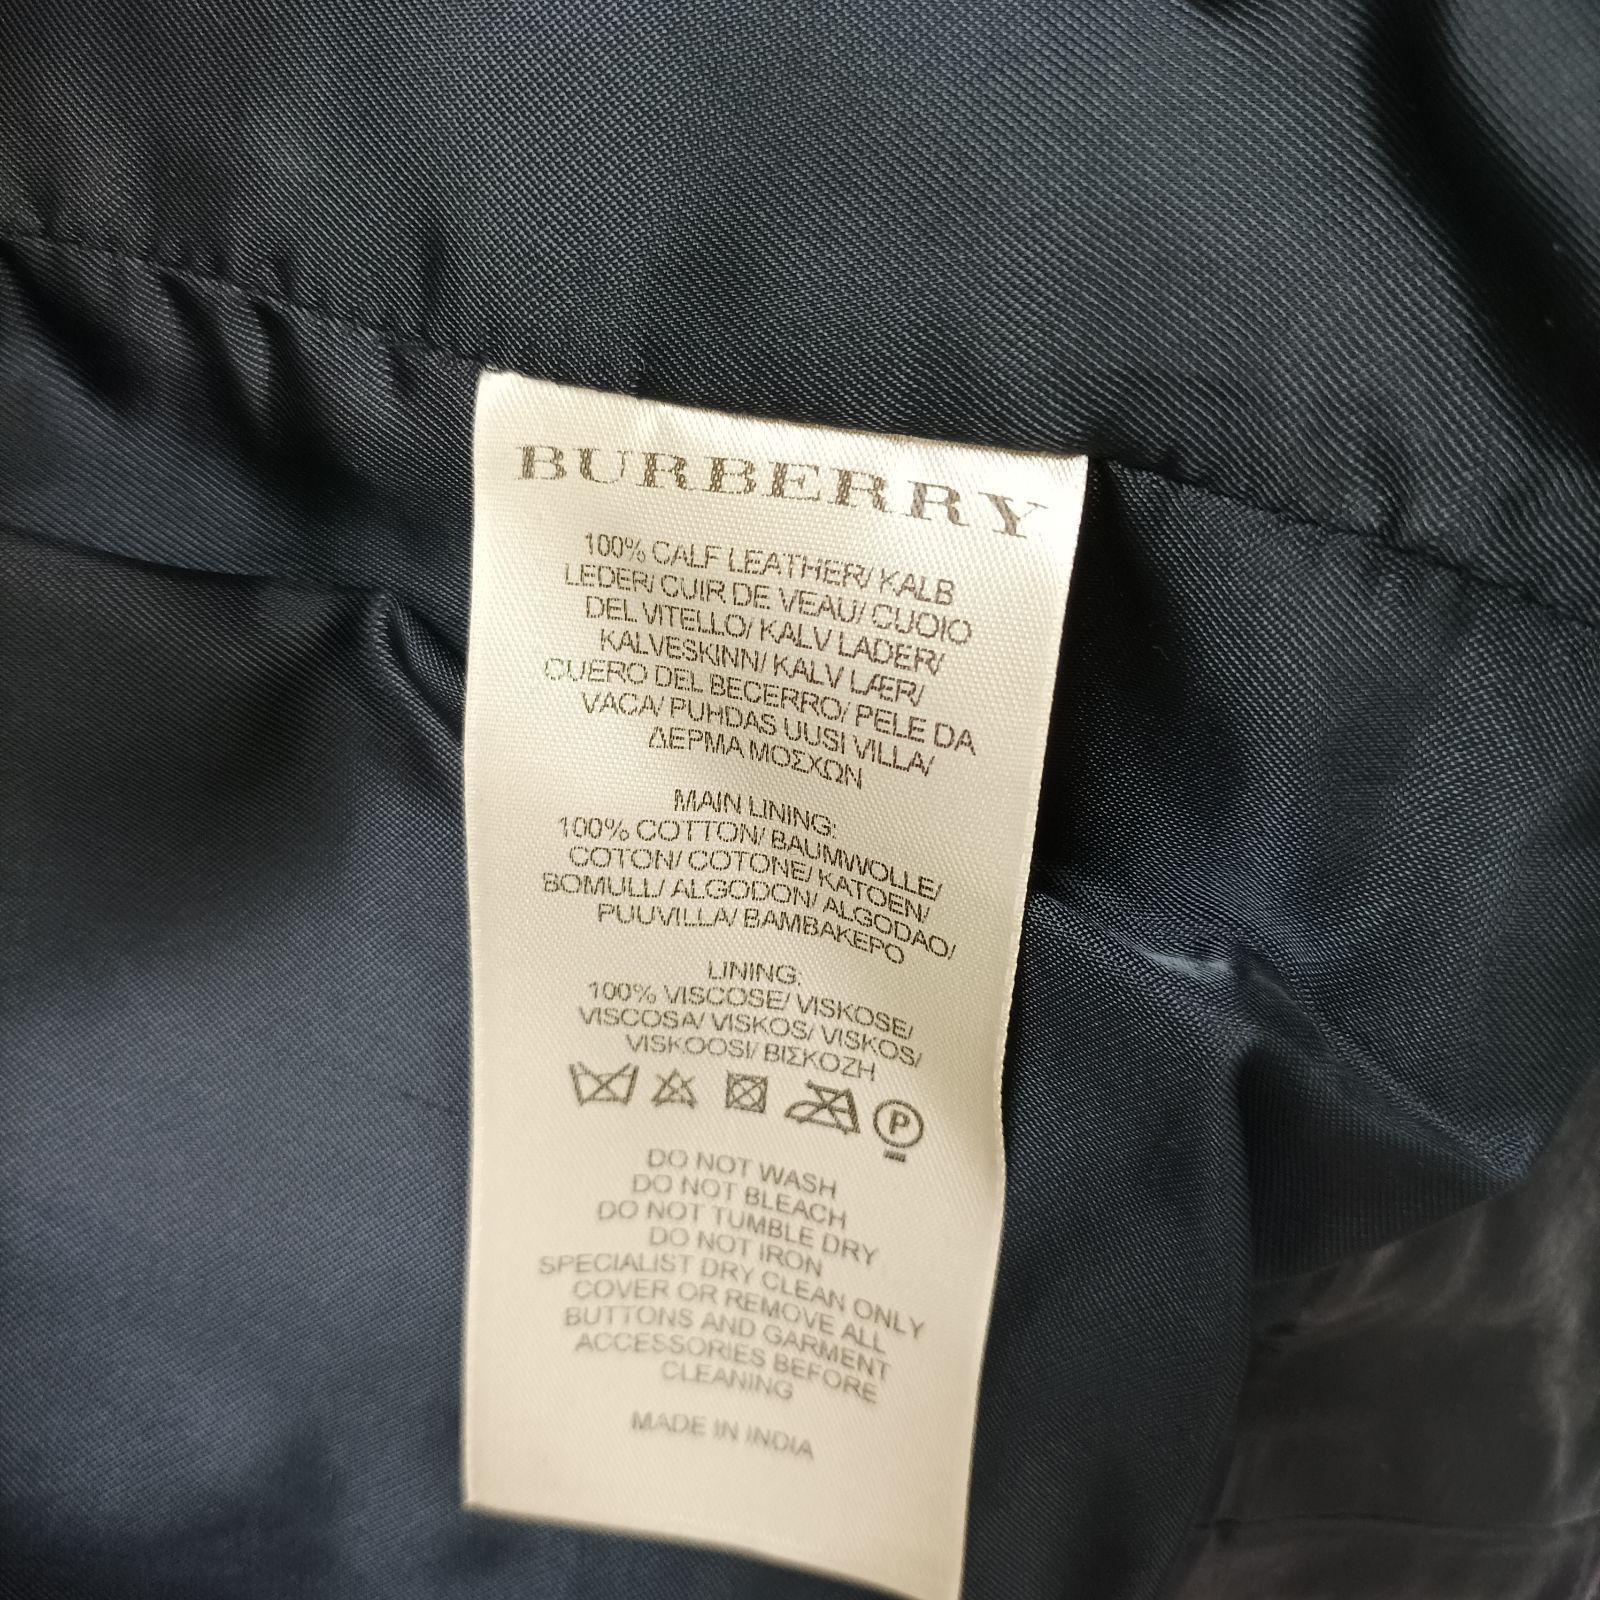 BURBERRY
100% CALF LEATHER/ KALB
LEDER/ CUIR DE VEAU/ CUOIO
DEL VITELLO/ KALV LADER/
KALVESKINN/ KALV LÆR/
CUERO DEL BECERRO/ PELE DA
VACA/ PUHDAS UUSI VILLA/
ΔΕΡΜΑ ΜΟΣΧΩΝ
MAIN LINING:
100% COTTON/ BAUMWOLLE/
COTON/ COTONE/ KATOEN/
BOMULL/ ALGODON/ ALGODAO/
PUUVILLA/ BAMBAKEPO
LINING:
100% VISCOSE/ VISKOSE/
VISCOSA/ VISKOS/ VISKOS/
VISKOOSI/ ΒΙΣΚΟΖΗ
P
DO NOT WASH
DO NOT BLEACH
DO NOT TUMBLE DRY
DO NOT IRON
SPECIALIST DRY CLEAN ONLY
COVER OR REMOVE ALL
BUTTONS AND GARMENT
ACCESSORIES BEFORE
CLEANING
MADE IN INDIA